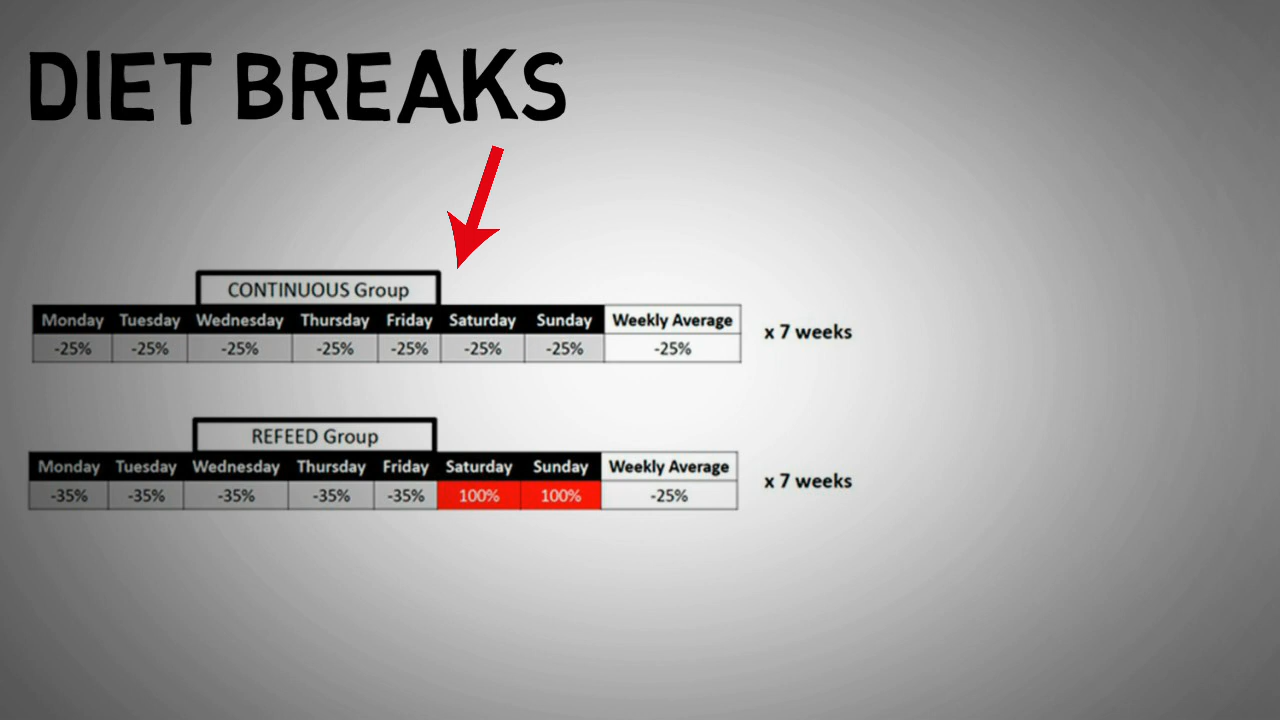 DIET BREAKS
CONTINUOUS Group
Monday Tuesday Wednesday Thursday Friday Saturday Sunday Weekly Average
-25% -25% -25% -25% -25% -25% -25% -25%
x 7 weeks
REFEED Group
Monday Tuesday Wednesday Thursday Friday Saturday Sunday Weekly Average
-35% -35% -35% -35% -35% 100% 100% -25%
x 7 weeks